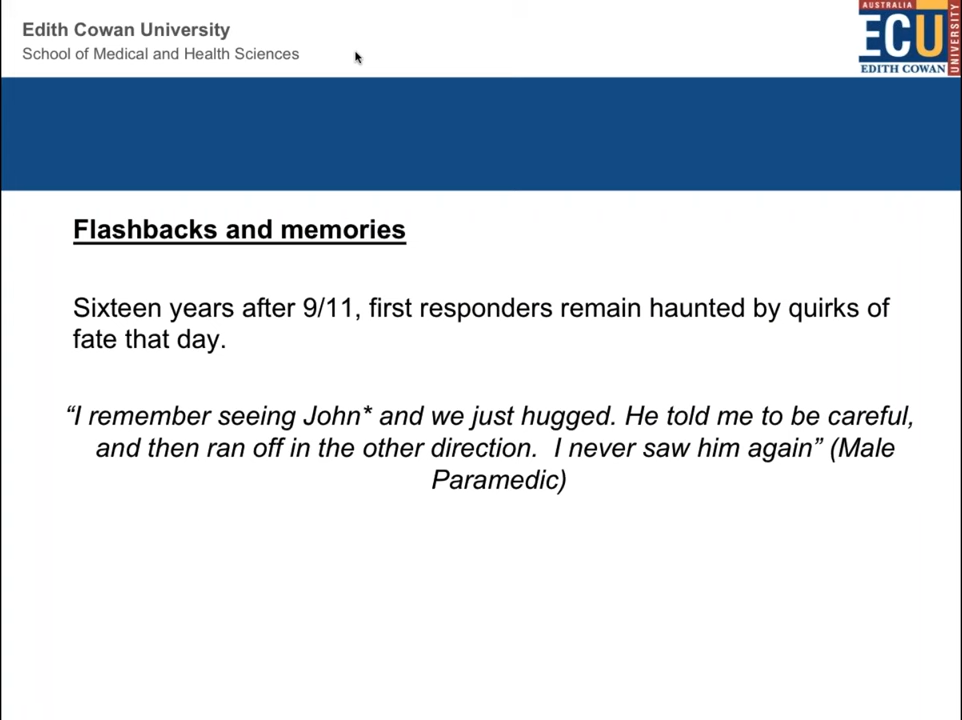 Edith Cowan University
School of Medical and Health Sciences
AUSTRALIA
ECU
EDITH COWAN
UNIVERSITY
Flashbacks and memories
Sixteen years after 9/11, first responders remain haunted by quirks of
fate that day.
“I remember seeing John* and we just hugged. He told me to be careful,
and then ran off in the other direction.  I never saw him again” (Male
Paramedic)